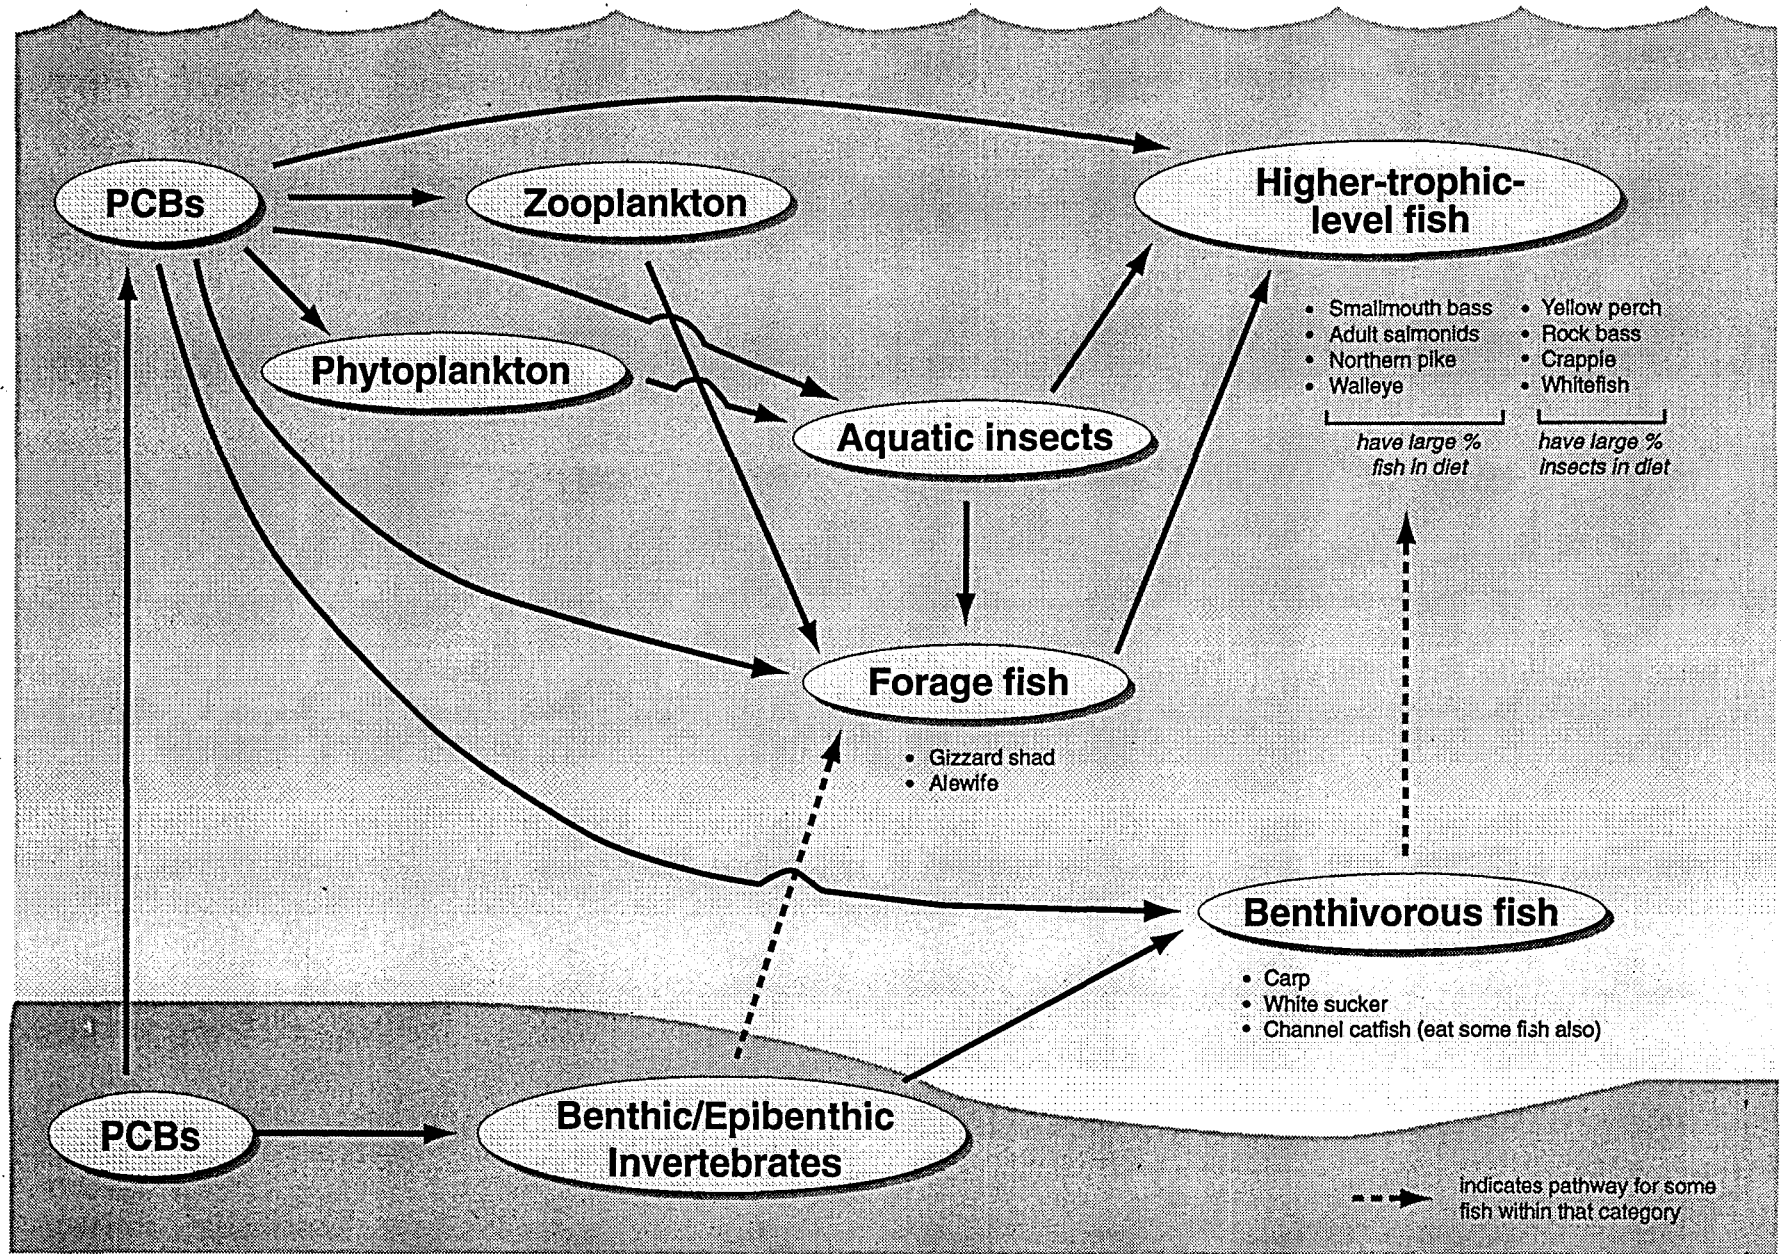 PCBs
Zooplankton
Higher-trophic-
level fish
• Smallmouth bass
• Adult salmonids
• Northern pike
• Walleye
have large %
fish in diet
• Yellow perch
• Rock bass
• Crappie
• Whitefish
have large %
insects in diet
Phytoplankton
Aquatic insects
Forage fish
• Gizzard shad
• Alewife
Benthivorous fish
• Carp
• White sucker
• Channel catfish (eat some fish also)
PCBs
Benthic/Epibenthic
Invertebrates
indicates pathway for some
fish within that category